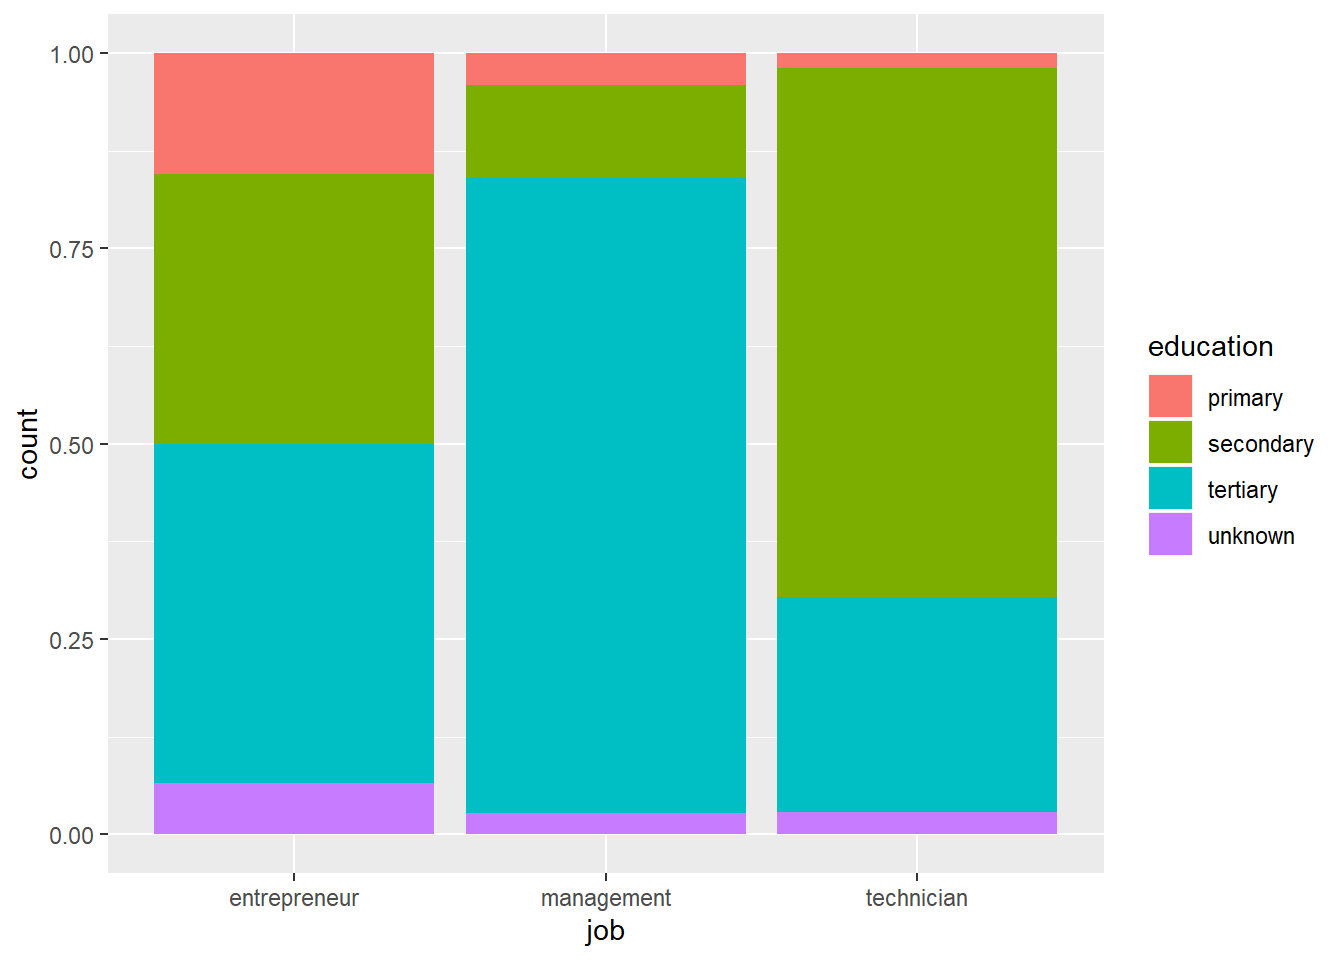 1.00
0.75
0.50
0.25
0.00
count
entrepreneur management technician
job
education
primary
secondary
tertiary
unknown